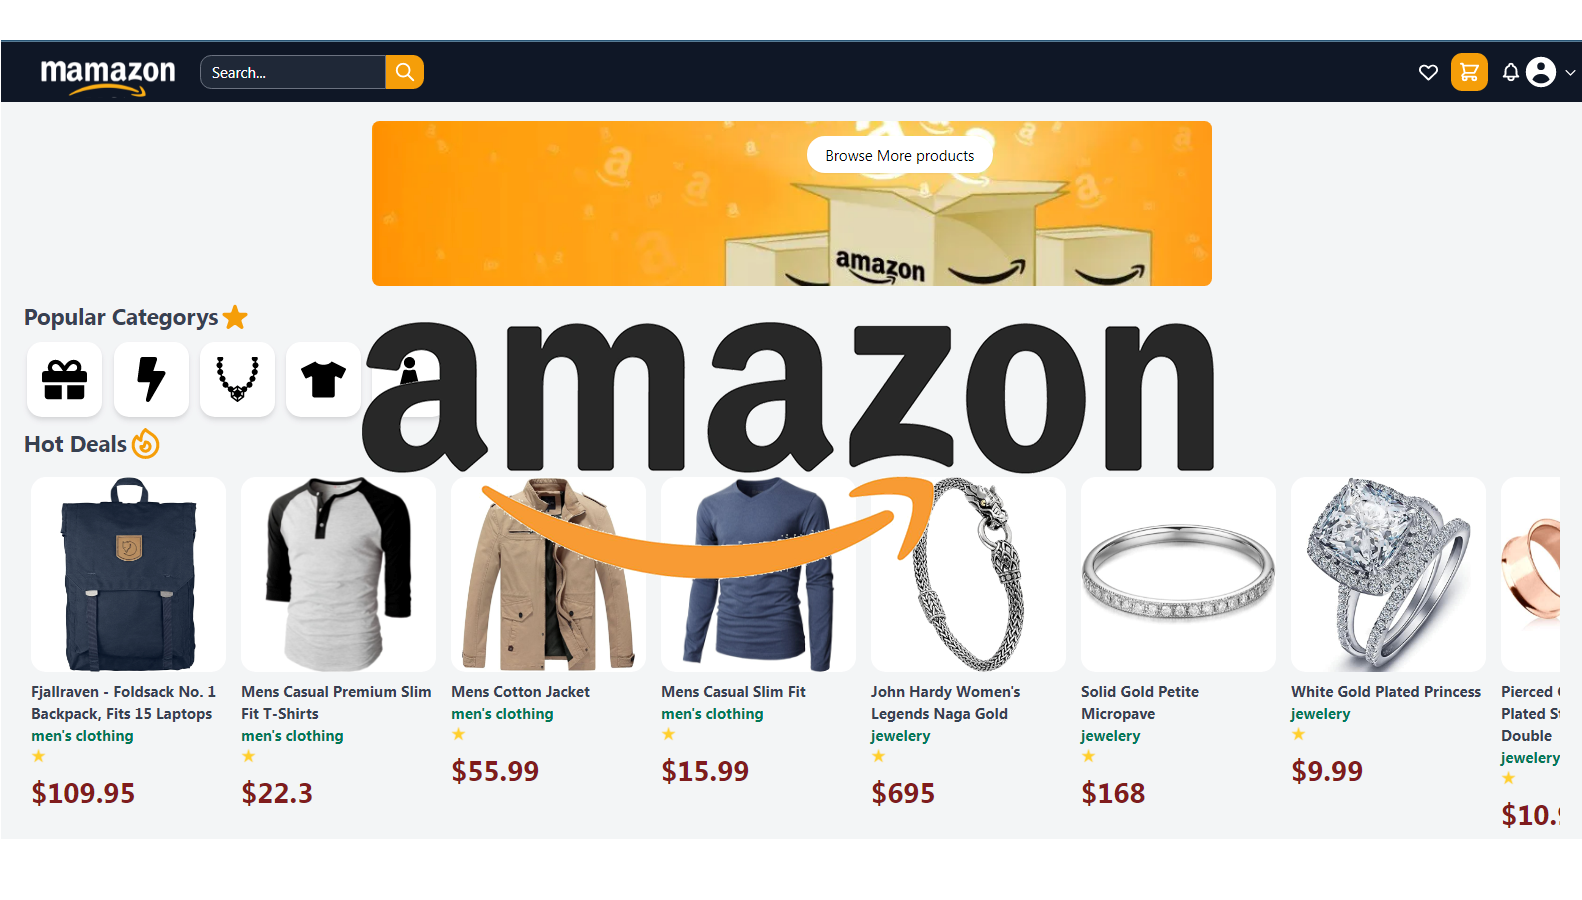 mamazon
Search...
Browse More products
amazon
Popular Categorys
amazon
Hot Deals
Fjallraven - Foldsack No. 1
Backpack, Fits 15 Laptops
men's clothing
$109.95
Mens Casual Premium Slim
Fit T-Shirts
men's clothing
$22.3
Mens Cotton Jacket
men's clothing
$55.99
Mens Casual Slim Fit
men's clothing
$15.99
John Hardy Women's
Legends Naga Gold
jewelery
$695
Solid Gold Petite
Micropave
jewelery
$168
White Gold Plated Princess
jewelery
$9.99
Pierced
Plated
Double
jewelery
$10.